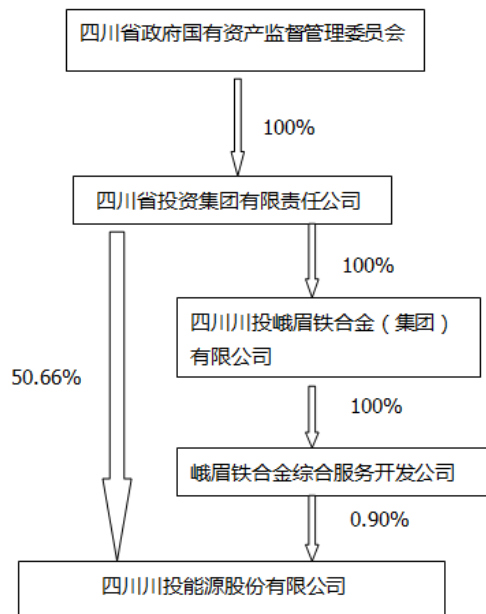 四川省政府国有资产监督管理委员会
100%
四川省投资集团有限责任公司
100%
四川川投峨眉铁合金（集团）
有限公司
50.66%
100%
峨眉铁合金综合服务开发公司
0.90%
四川川投能源股份有限公司